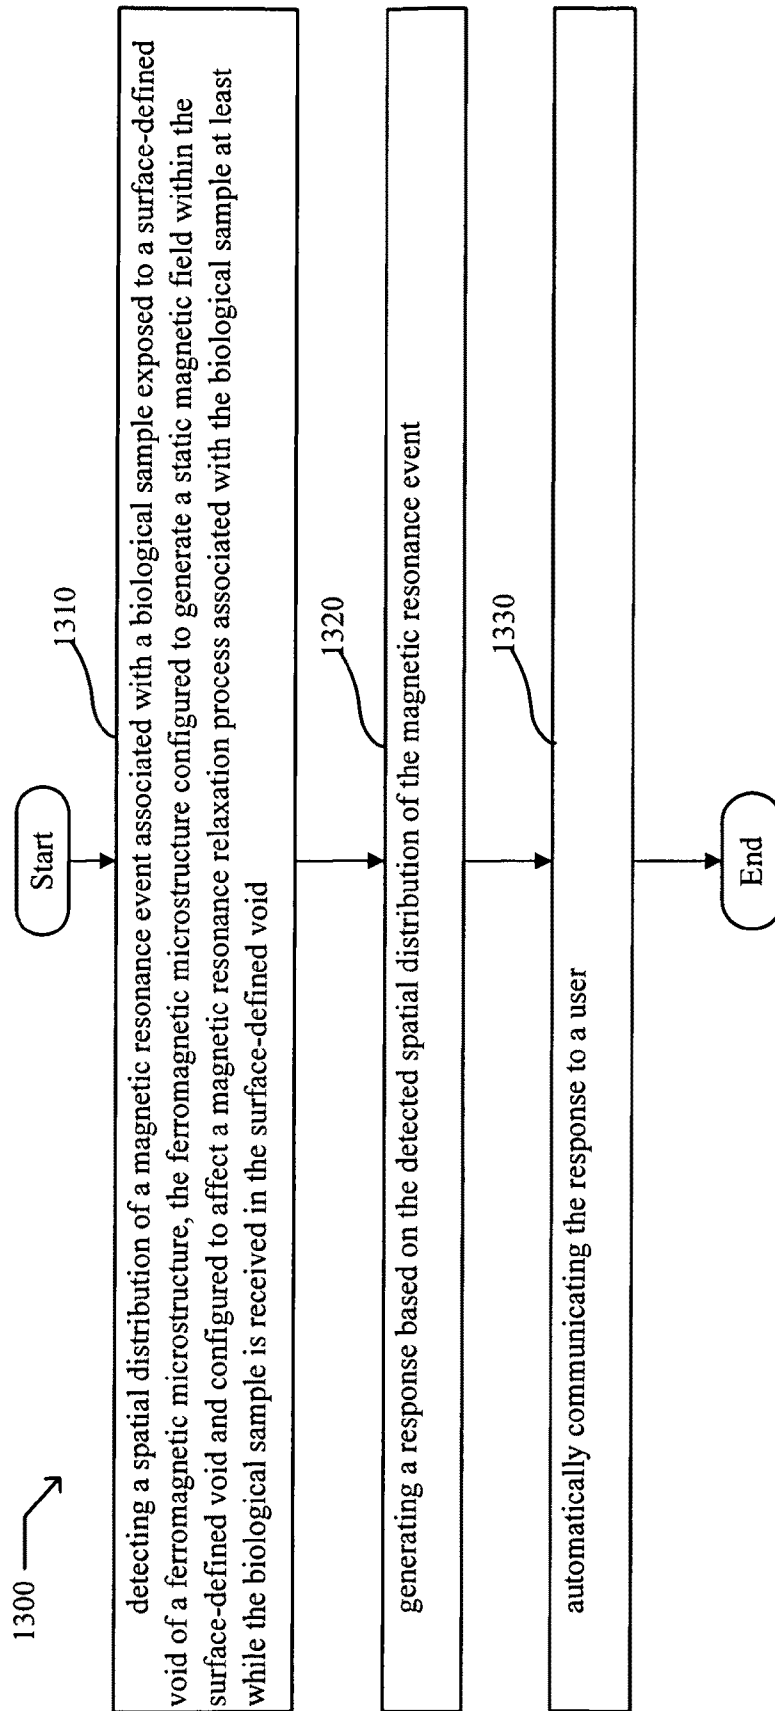 1300
Start
1310
detecting a spatial distribution of a magnetic resonance event associated with a biological sample exposed to a surface-defined
void of a ferromagnetic microstructure, the ferromagnetic microstructure configured to generate a static magnetic field within the
surface-defined void and configured to affect a magnetic resonance relaxation process associated with the biological sample at least
while the biological sample is received in the surface-defined void
1320
generating a response based on the detected spatial distribution of the magnetic resonance event
1330
automatically communicating the response to a user
End